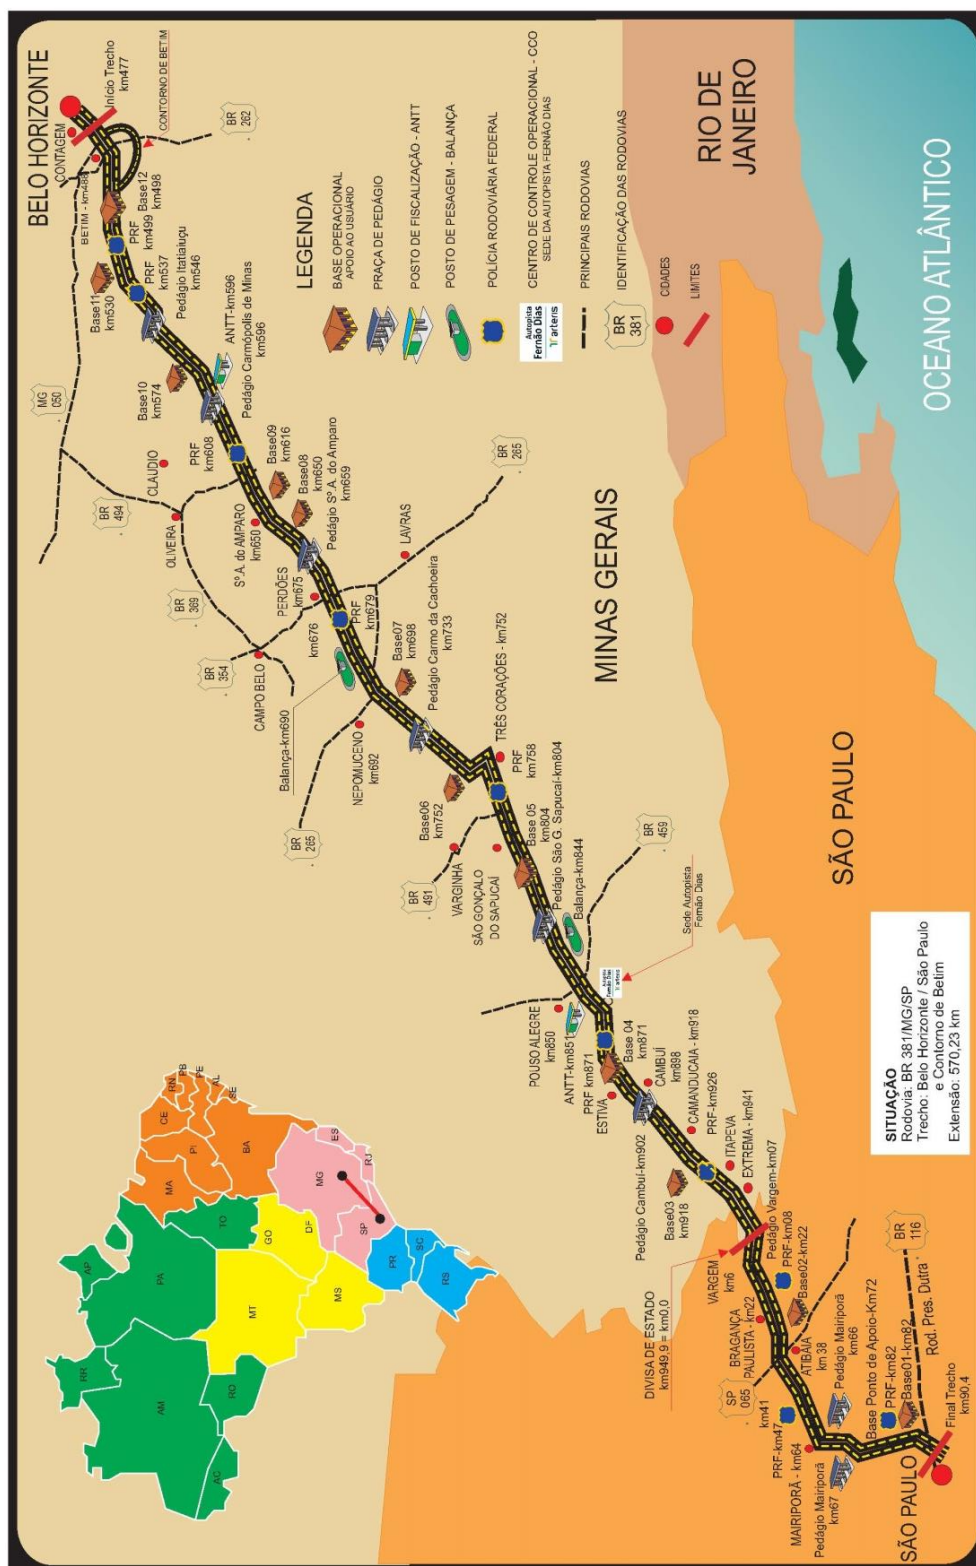 BELO HORIZONTE
CONTAGEM
Início Trecho
km477
CONTORNO DE BETIM
BR
262
BETIM - km488
Base12
km498
PRF
km499
Base11
km530
PRF
km537
Pedágio Itatiaiuçu
km546
MG
050
Base10
km574
ANTT-km596
Pedágio Carmópolis de Minas
km596
PRF
km608
CLAUDIO
BR
494
OLIVEIRA
Base09
km616
Base08
km650
Pedágio Sº.A. do Amparo
km659
Sº.A. do AMPARO
km650
BR
265
BR
369
PERDÕES
km675
LAVRAS
BR
354
CAMPO BELO
km676
PRF
km679
Balança-km690
Base07
km698
Pedágio Carmo da Cachoeira
km733
NEPOMUCENO
km692
BR
265
TRÊS CORAÇÕES - km752
PRF
km758
Base06
km752
BR
491
VARGINHA
SÃO GONÇALO
DO SAPUCAÍ
Base 05
km804
Pedágio São G. Sapucaí-km804
Balança-km844
BR
459
Sede Autopista
Fernão Dias
Autopista
Fernão Dias
arteris
POUSO ALEGRE
km850
ANTT-km851
PRF km871
Base 04
km871
ESTIVA
CAMBUÍ
km898
CAMANDUCAIA - km918
PRF-km926
Pedágio Cambuí-km902
Base03
km918
ITAPEVA
EXTREMA - km941
Pedágio Vargem-km07
DIVISA DE ESTADO
km949,9 = km0,0
VARGEM
km6
PRF-km08
Base02-km22
BRAGANÇA
PAULISTA - km22
ATIBAIA
km 38
SP
065
km41
PRF-km47
Pedágio Mairiporã
km66
MAIRIPORÃ - km64
Pedágio Mairiporã
km67
Base Ponto de Apoio-Km72
PRF-km82
Base01-km82
Rod. Pres. Dutra
BR
116
SÃO PAULO
Final Trecho
km90,4
LEGENDA
BASE OPERACIONAL
APOIO AO USUÁRIO
PRAÇA DE PEDÁGIO
POSTO DE FISCALIZAÇÃO - ANTT
POSTO DE PESAGEM - BALANÇA
POLÍCIA RODOVIÁRIA FEDERAL
Autopista
Fernão Dias
arteris
CENTRO DE CONTROLE OPERACIONAL - CCO
SEDE DA AUTOPISTA FERNÃO DIAS
PRINCIPAIS RODOVIAS
BR
381
IDENTIFICAÇÃO DAS RODOVIAS
CIDADES
LIMITES
MINAS GERAIS
RIO DE
JANEIRO
SÃO PAULO
OCEANO ATLÂNTICO
SITUAÇÃO
Rodovia: BR 381/MG/SP
Trecho: Belo Horizonte / São Paulo
e Contorno de Betim
Extensão: 570,23 km
RR
AP
AM
PA
AC
RO
TO
MA
PI
CE
RN
PB
PE
AL
SE
BA
MT
GO
DF
MS
MG
ES
RJ
SP
PR
SC
RS